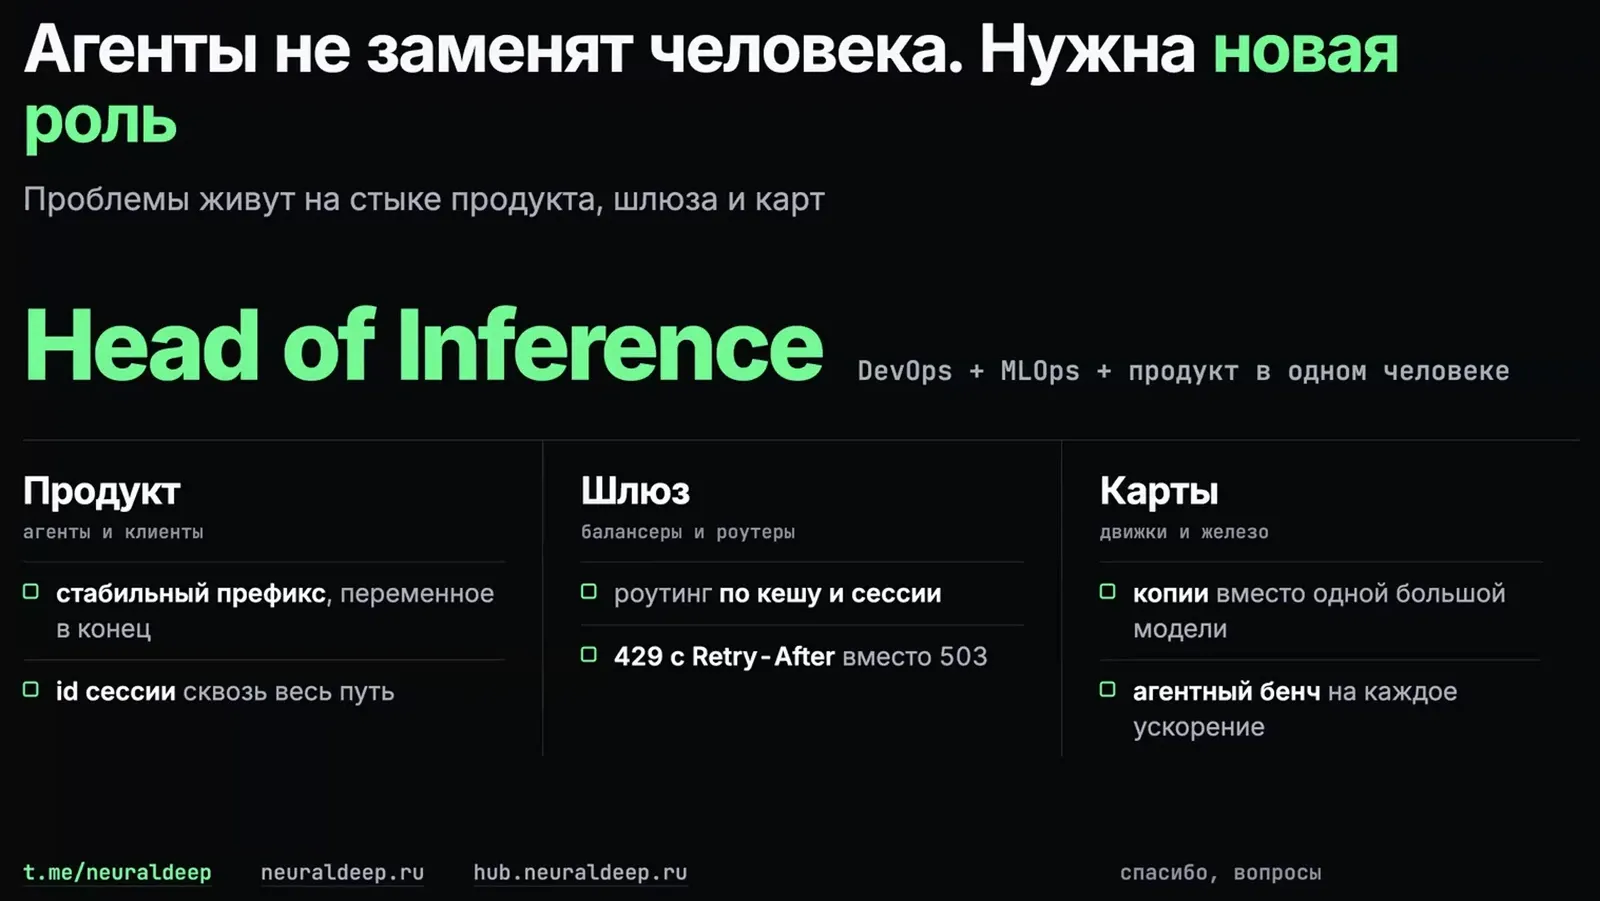 Агенты не заменят человека. Нужна новая
роль
Проблемы живут на стыке продукта, шлюза и карт
Head of Inference DevOps + MLOps + продукт в одном человеке
Продукт
агенты и клиенты
стабильный префикс, переменное
в конец
id сессии сквозь весь путь
Шлюз
балансеры и роутеры
роутинг по кешу и сессии
429 с Retry-After вместо 503
Карты
движки и железо
копии вместо одной большой
модели
агентный бенч на каждое
ускорение
t.me/neuraldeep neuraldeep.ru hub.neuraldeep.ru спасибо, вопросы